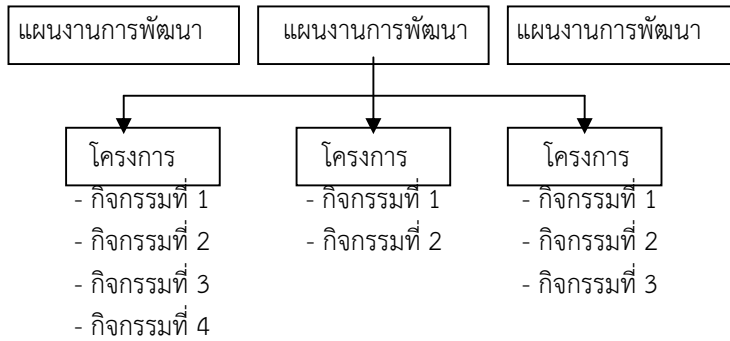 แผนงานการพัฒนา แผนงานการพัฒนา แผนงานการพัฒนา
โครงการ โครงการ โครงการ
- กิจกรรมที่ 1 - กิจกรรมที่ 1 - กิจกรรมที่ 1
- กิจกรรมที่ 2 - กิจกรรมที่ 2 - กิจกรรมที่ 2
- กิจกรรมที่ 3 - กิจกรรมที่ 3
- กิจกรรมที่ 4